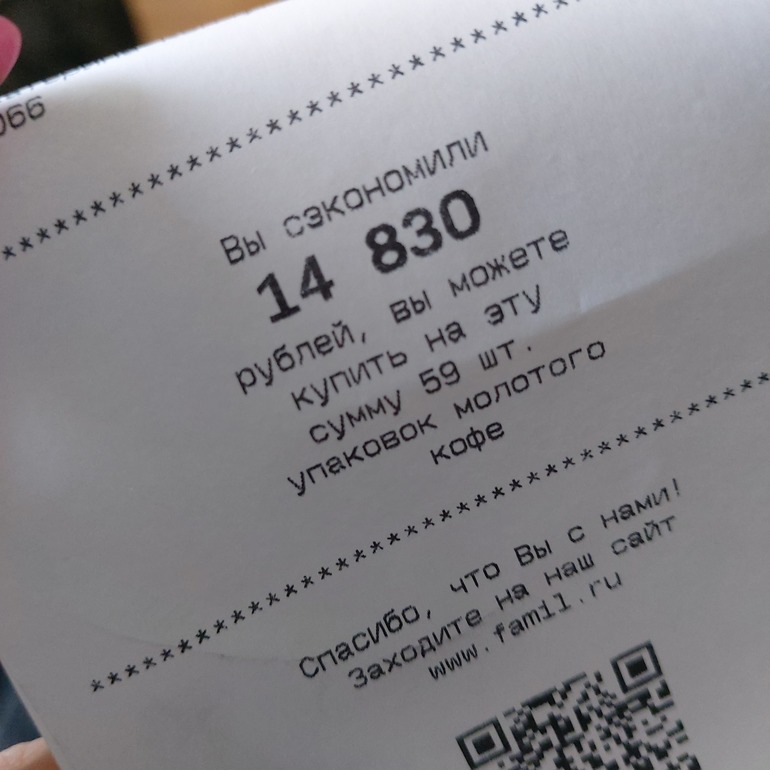 066
***********************************
Вы сэкономили
14 830
рублей, вы можете
купить на эту
сумму 59 шт.
упаковок молотого
кофе
***********************************
Спасибо, что Вы с нами!
Заходите на наш сайт
www.famil.ru